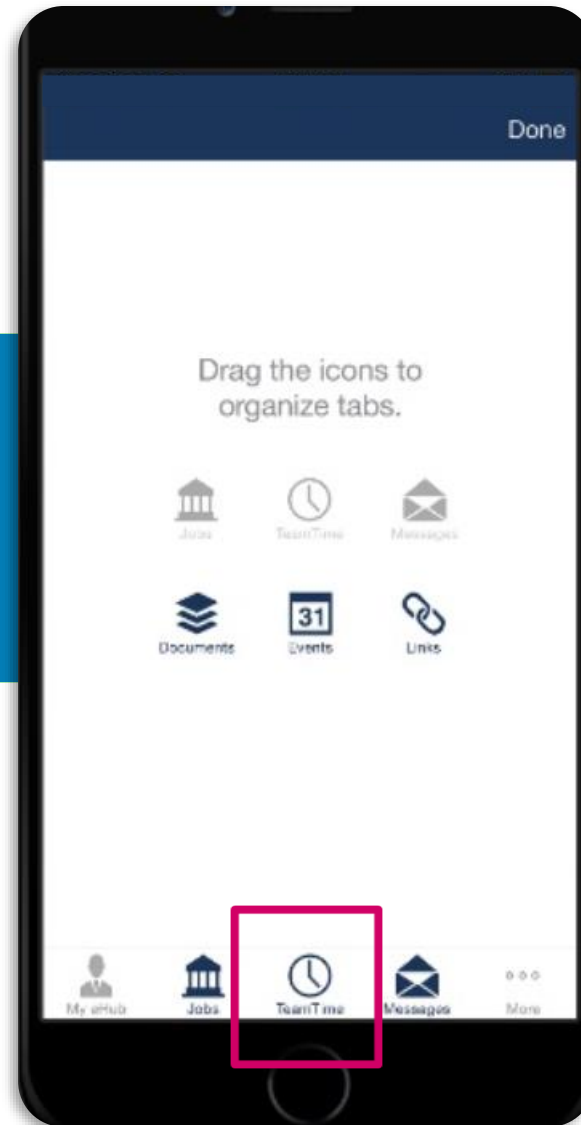 Done
Drag the icons to
organize tabs.
Jobs TeamTime Messages
31
Documents Events Links
My eHub Jobs TeamTime Messages More